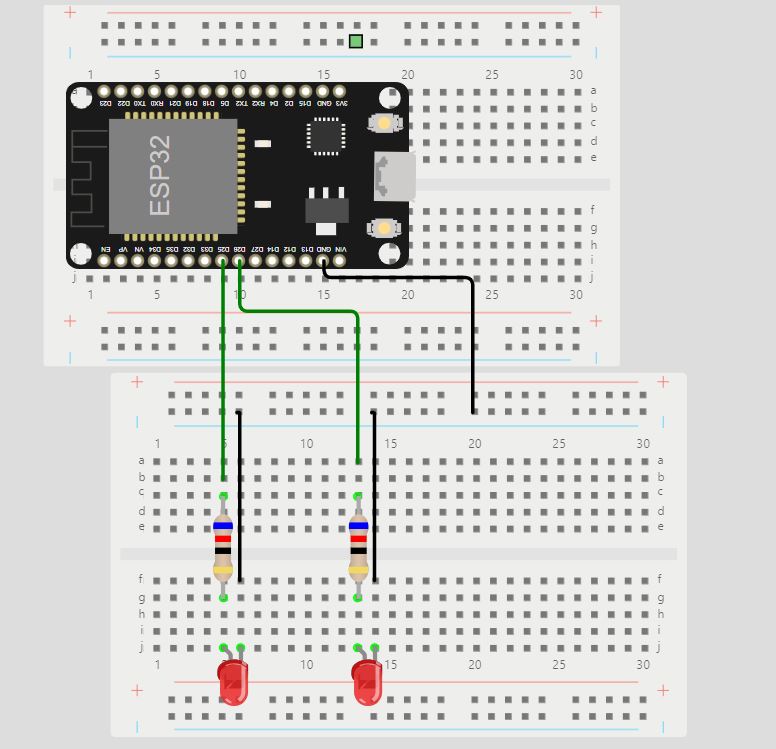 + +
1 5 10 15 20 25 30
a a
D23 D22 TX0 RX0 D21 D19 D18 D5 TX2 RX2 D4 D2 D15 GND 3V3
b
c
d
e
ESP32
f
g
h
EN VP VN D34 D35 D32 D33 D25 D26 D27 D14 D12 D13 GND VIN
i
j j
1 5 10 15 20 25 30
+ +
+ +
1 5 10 15 20 25 30
a a
b b
c c
d d
e e
f f
g g
h h
i i
j j
1 5 10 15 20 25 30
+ +